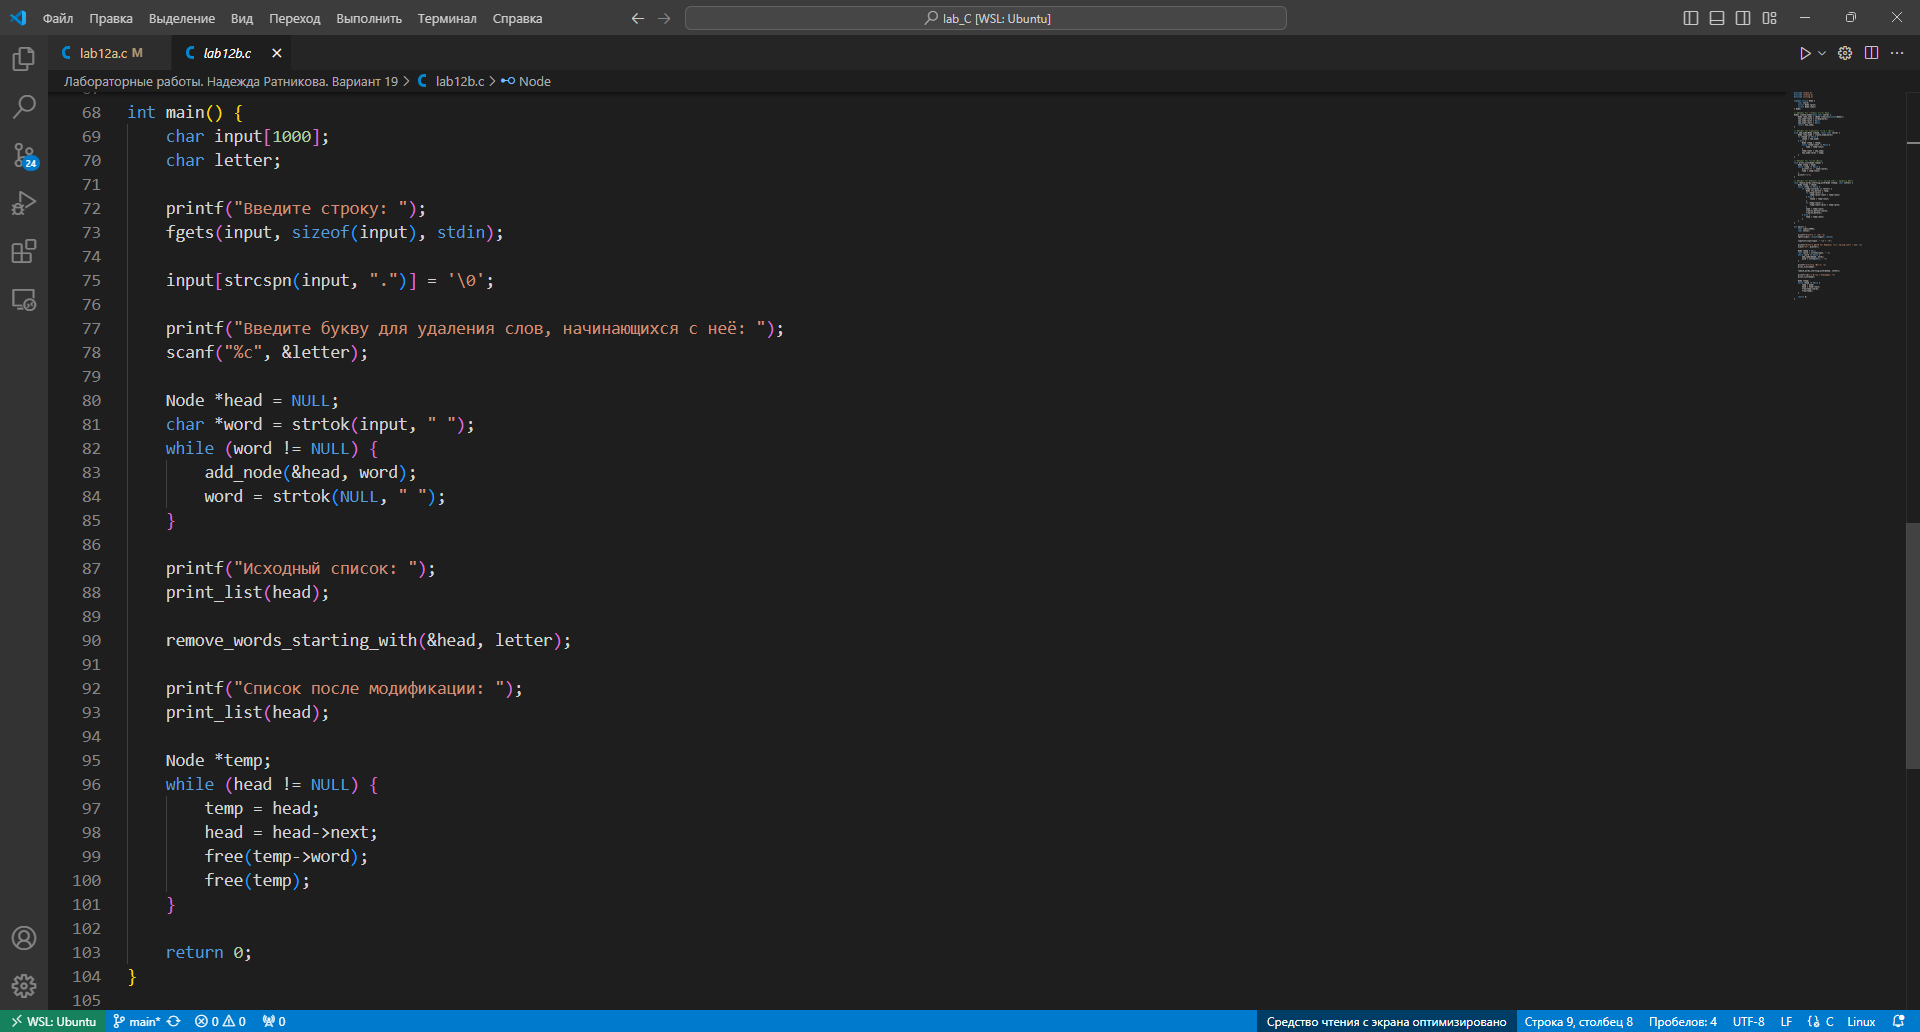 Файл Правка Выделение Вид Переход Выполнить Терминал Справка lab_C [WSL: Ubuntu]
lab12a.c M lab12b.c
Лабораторные работы. Надежда Ратникова. Вариант 19 > lab12b.c > Node
68 int main() {
69 char input[1000];
70 char letter;
71
72 printf("Введите строку: ");
73 fgets(input, sizeof(input), stdin);
74
75 input[strcspn(input, ".")] = '\0';
76
77 printf("Введите букву для удаления слов, начинающихся с неё: ");
78 scanf("%c", &letter);
79
80 Node *head = NULL;
81 char *word = strtok(input, " ");
82 while (word != NULL) {
83 add_node(&head, word);
84 word = strtok(NULL, " ");
85 }
86
87 printf("Исходный список: ");
88 print_list(head);
89
90 remove_words_starting_with(&head, letter);
91
92 printf("Список после модификации: ");
93 print_list(head);
94
95 Node *temp;
96 while (head != NULL) {
97 temp = head;
98 head = head->next;
99 free(temp->word);
100 free(temp);
101 }
102
103 return 0;
104 }
105
24
WSL: Ubuntu main* 0 0 0 Средство чтения с экрана оптимизировано Строка 9, столбец 8 Пробелов: 4 UTF-8 LF {} C Linux